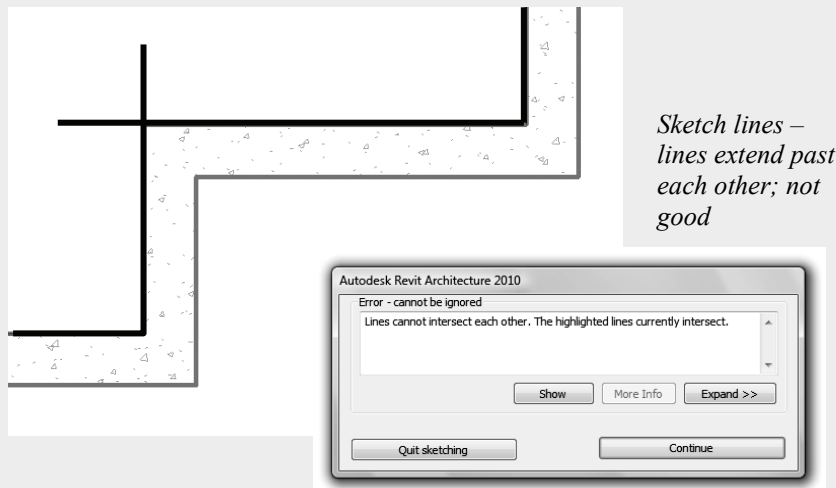 Sketch lines –
lines extend past
each other; not
good
Autodesk Revit Architecture 2010
Error - cannot be ignored
Lines cannot intersect each other. The highlighted lines currently intersect.
Show
More Info
Expand >>
Quit sketching
Continue